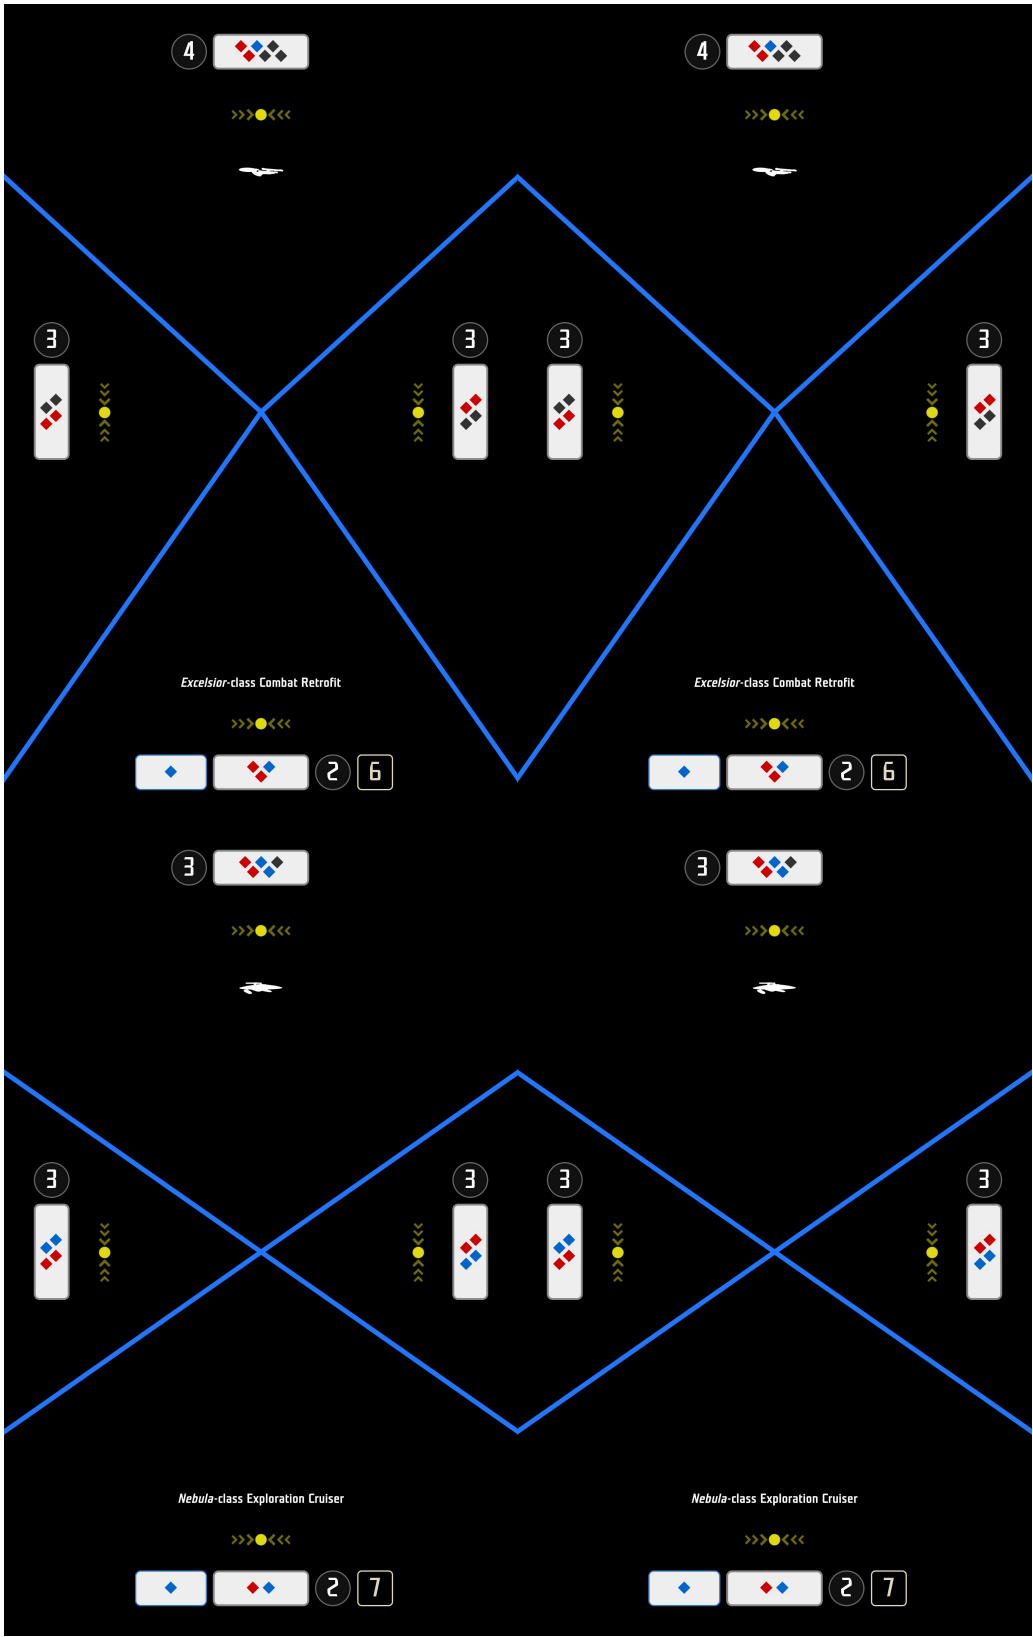 4 4
3 3 3 3
Excelsior-class Combat Retrofit Excelsior-class Combat Retrofit
2 6 2 6
3 3
3 3 3 3
Nebula-class Exploration Cruiser Nebula-class Exploration Cruiser
2 7 2 7